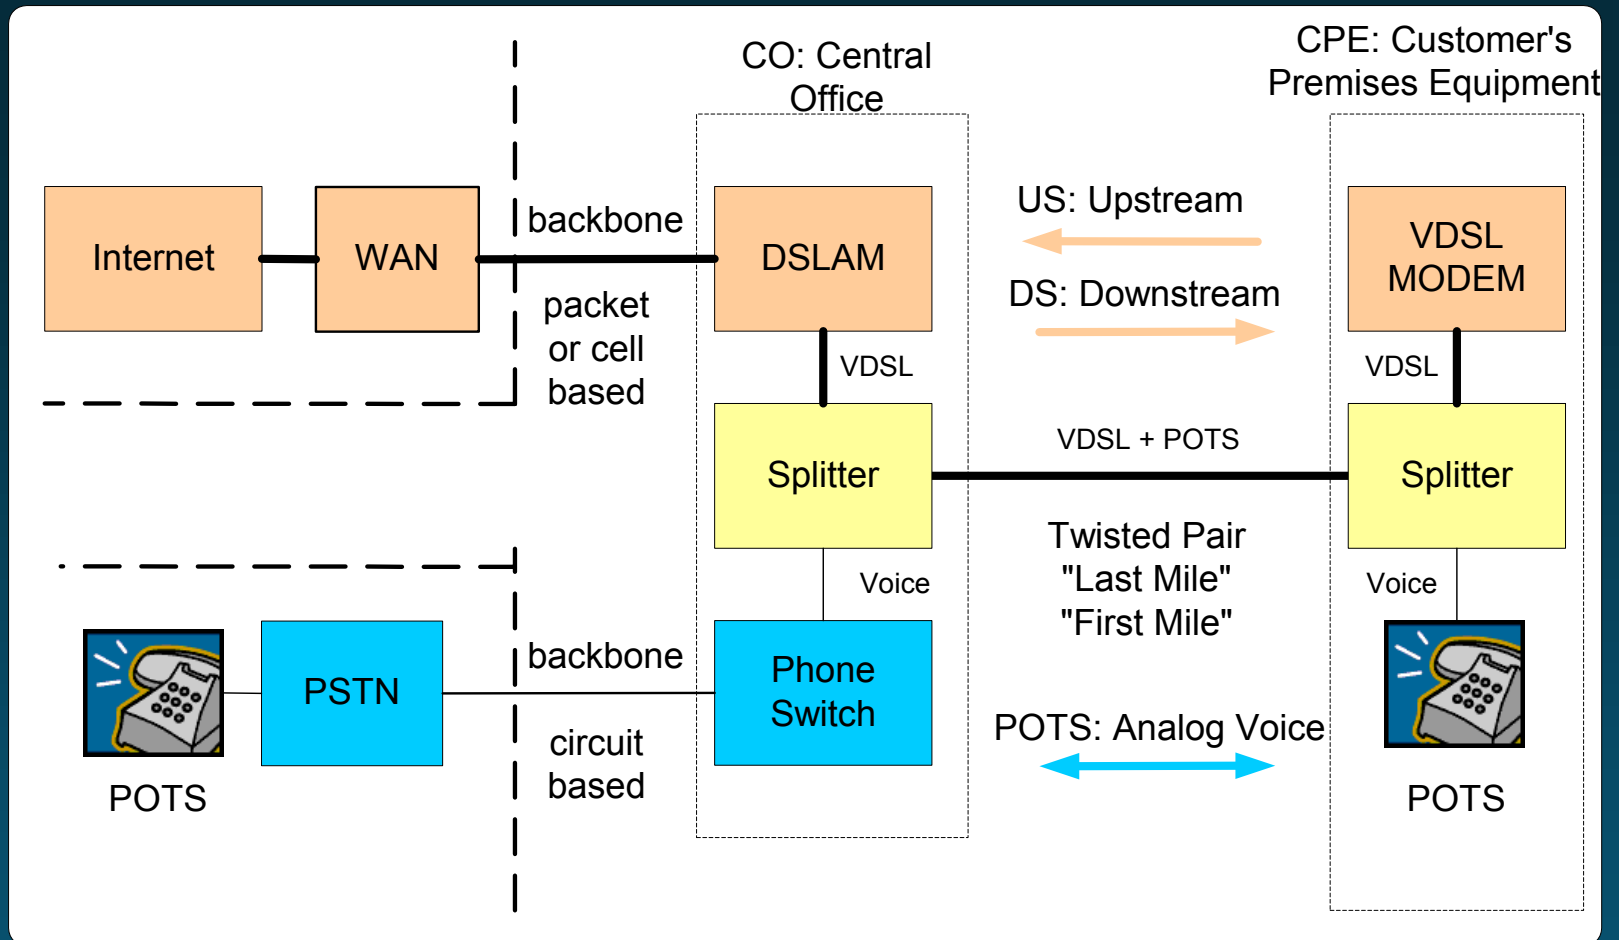 CO: Central
Office
CPE: Customer's
Premises Equipment
Internet
WAN
backbone
packet
or cell
based
DSLAM
US: Upstream
DS: Downstream
VDSL
MODEM
VDSL
VDSL
Splitter
VDSL + POTS
Splitter
Twisted Pair
"Last Mile"
"First Mile"
Voice
Voice
POTS
PSTN
backbone
circuit
based
Phone
Switch
POTS: Analog Voice
POTS